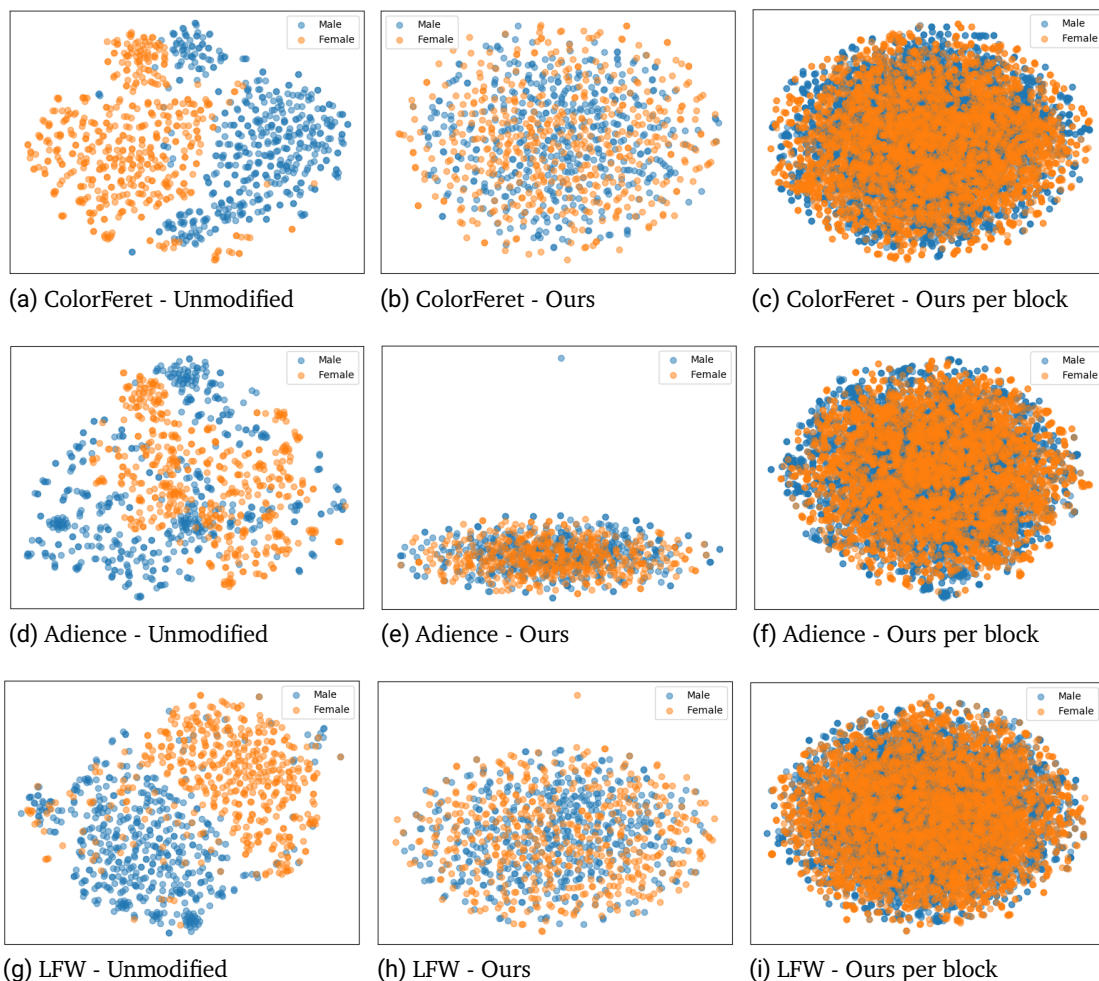 Male
Female
Male
Female
Male
Female
(a) ColorFeret - Unmodified
(b) ColorFeret - Ours
(c) ColorFeret - Ours per block
Male
Female
Male
Female
Male
Female
(d) Adience - Unmodified
(e) Adience - Ours
(f) Adience - Ours per block
Male
Female
Male
Female
Male
Female
(g) LFW - Unmodified
(h) LFW - Ours
(i) LFW - Ours per block